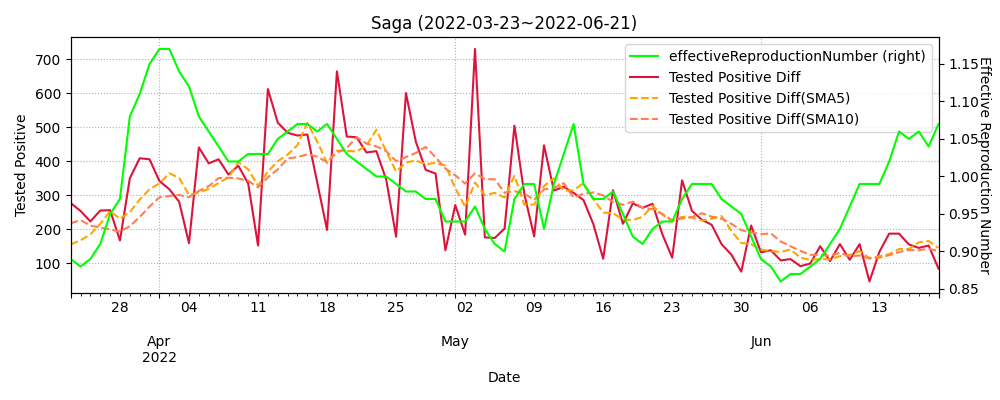 Saga (2022-03-23~2022-06-21)
effectiveReproductionNumber (right)
Tested Positive Diff
Tested Positive Diff(SMA5)
Tested Positive Diff(SMA10)
Tested Positive
700
600
500
400
300
200
100
1.15
1.10
1.05
1.00
0.95
0.90
0.85
Effective Reproduction Number
28 04 11 18 25 02 09 16 23 30 06 13
Apr May Jun
2022
Date